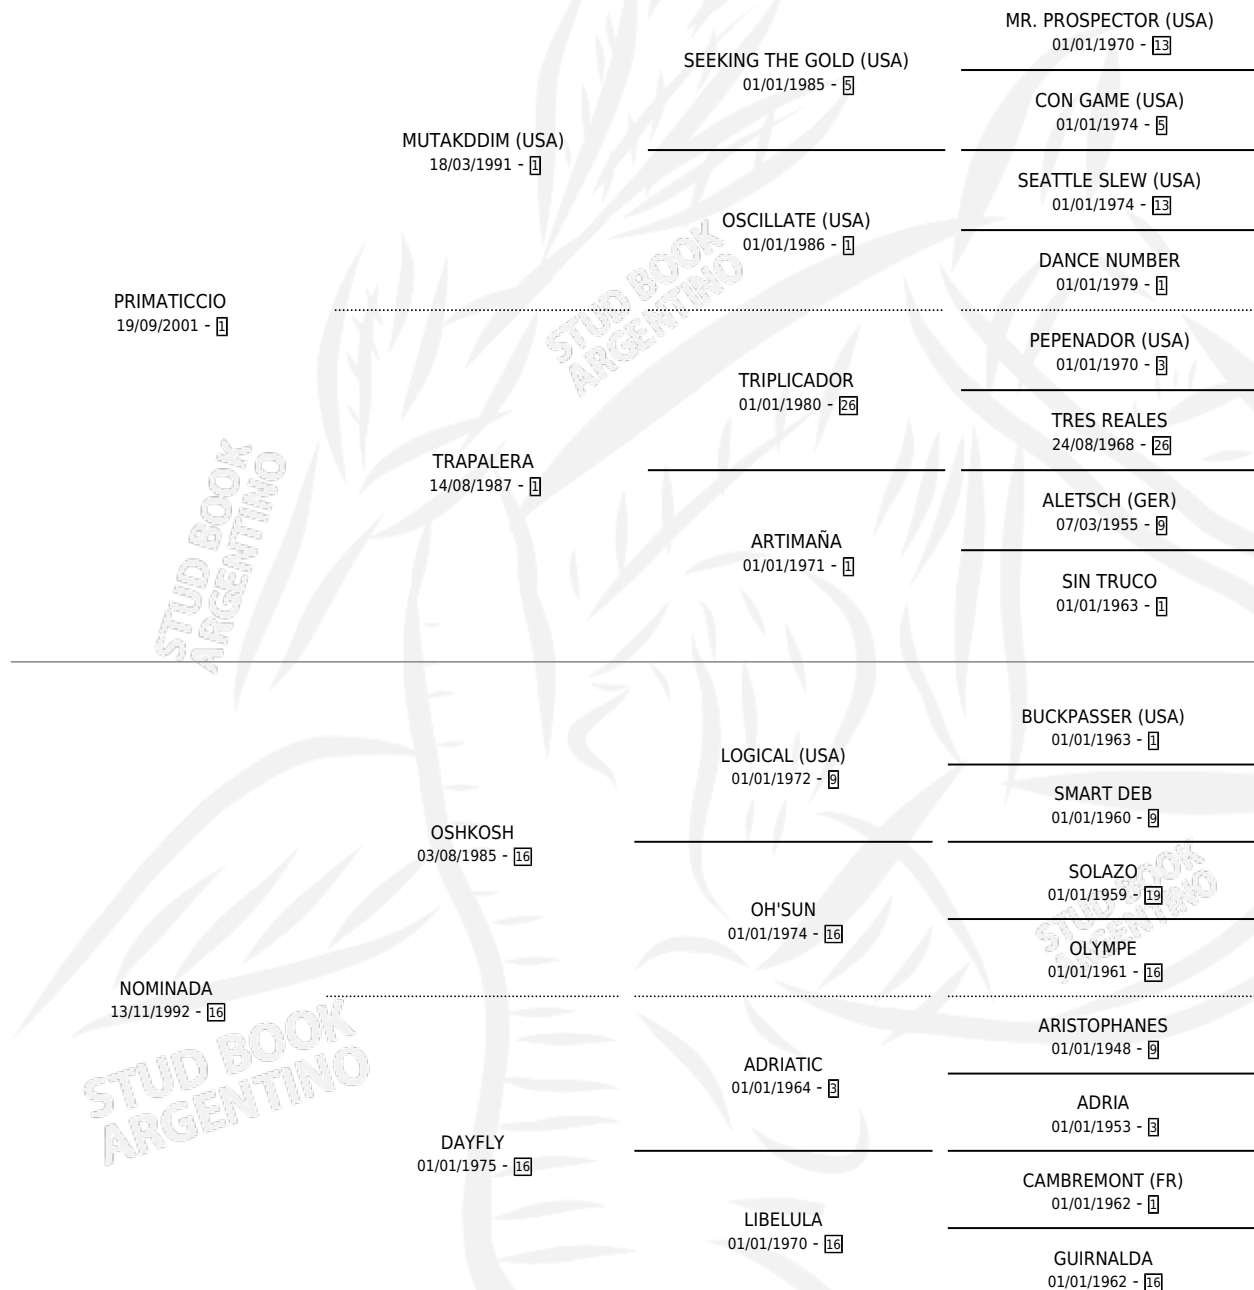 MR. PROSPECTOR (USA)
01/01/1970 - 13
SEEKING THE GOLD (USA)
01/01/1985 - 5
CON GAME (USA)
01/01/1974 - 5
MUTAKDDIM (USA)
18/03/1991 - 1
SEATTLE SLEW (USA)
01/01/1974 - 13
OSCILLATE (USA)
01/01/1986 - 1
DANCE NUMBER
01/01/1979 - 1
STUD BOOK
ARGENTINO
PRIMATICCIO
19/09/2001 - 1
PEPENADOR (USA)
01/01/1970 - 3
TRIPLICADOR
01/01/1980 - 26
TRES REALES
24/08/1968 - 26
TRAPALERA
14/08/1987 - 1
ALETSCH (GER)
07/03/1955 - 9
ARTIMAÑA
01/01/1971 - 1
SIN TRUCO
01/01/1963 - 1
STUD BOOK
ARGENTINO
BUCKPASSER (USA)
01/01/1963 - 1
LOGICAL (USA)
01/01/1972 - 9
SMART DEB
01/01/1960 - 9
OSHKOSH
03/08/1985 - 16
SOLAZO
01/01/1959 - 19
OH'SUN
01/01/1974 - 16
OLYMPE
01/01/1961 - 16
STUD BOOK
ARGENTINO
NOMINADA
13/11/1992 - 16
ARISTOPHANES
01/01/1948 - 9
ADRIATIC
01/01/1964 - 3
ADRIA
01/01/1953 - 3
STUD BOOK
ARGENTINO
DAYFLY
01/01/1975 - 16
CAMBREMONT (FR)
01/01/1962 - 1
LIBELULA
01/01/1970 - 16
GUIRNALDA
01/01/1962 - 16